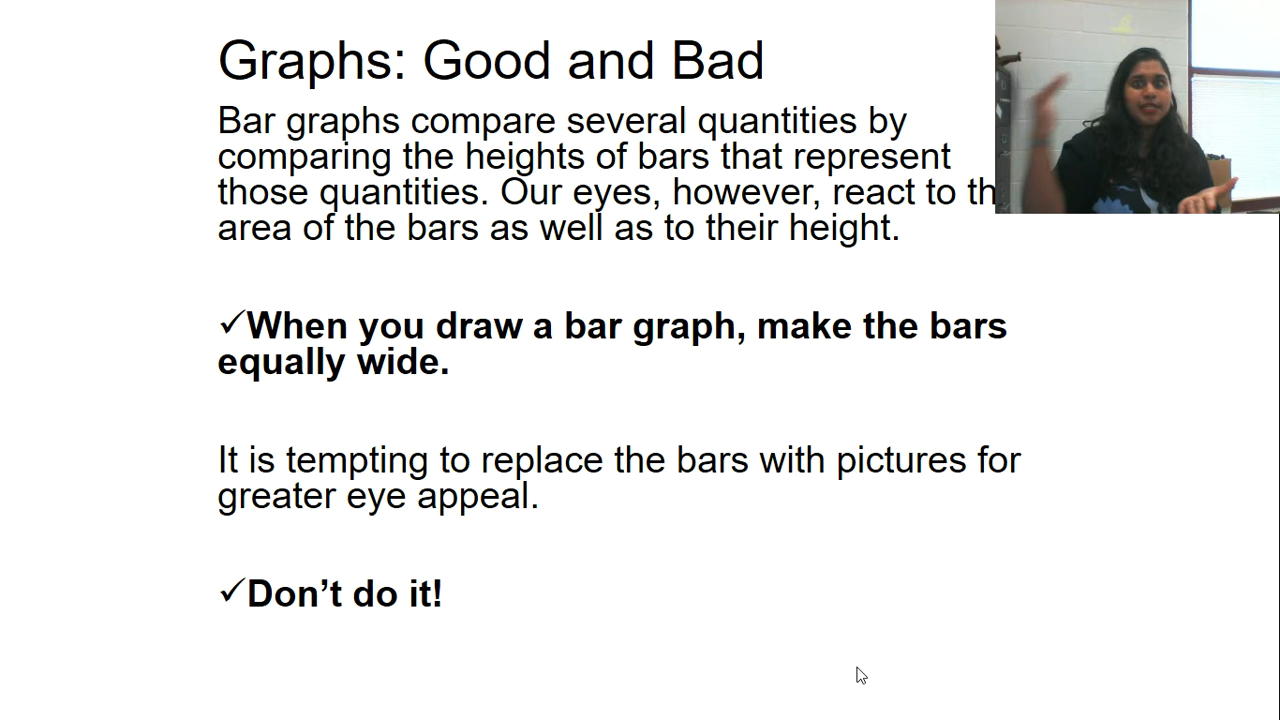 Graphs: Good and Bad
Bar graphs compare several quantities by
comparing the heights of bars that represent
those quantities. Our eyes, however, react to th
area of the bars as well as to their height.
✓When you draw a bar graph, make the bars
equally wide.
It is tempting to replace the bars with pictures for
greater eye appeal.
✓Don’t do it!